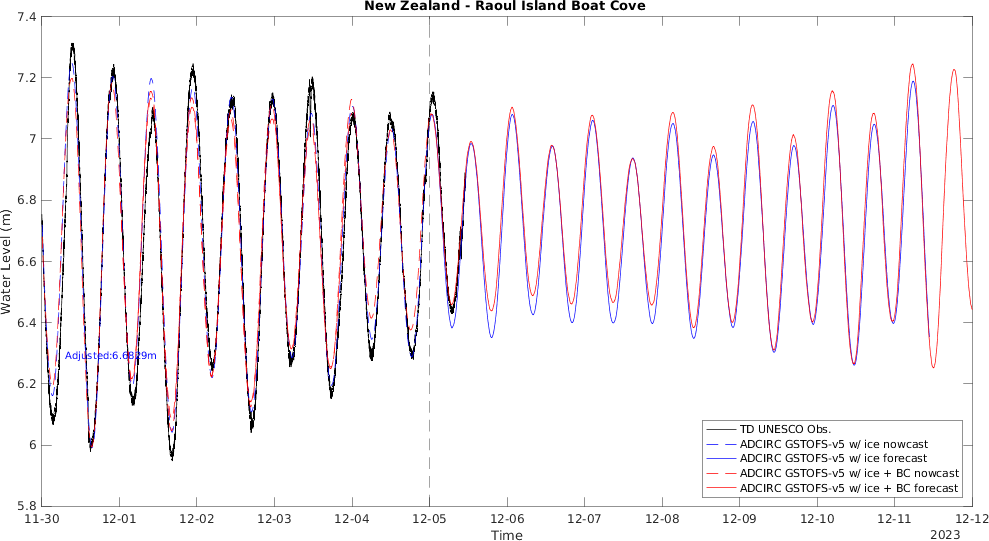 New Zealand - Raoul Island Boat Cove
7.4
7.2
7
6.8
6.6
6.4
6.2
6
5.8
Water Level (m)
Adjusted:6.6829m
TD UNESCO Obs.
ADCIRC GSTOFS-v5 w/ ice nowcast
ADCIRC GSTOFS-v5 w/ ice forecast
ADCIRC GSTOFS-v5 w/ ice + BC nowcast
ADCIRC GSTOFS-v5 w/ ice + BC forecast
11-30 12-01 12-02 12-03 12-04 12-05 12-06 12-07 12-08 12-09 12-10 12-11 12-12
Time
2023